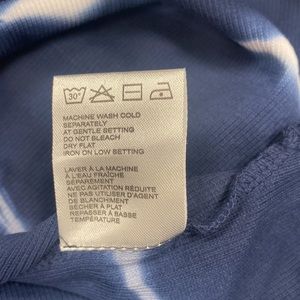 30°
MACHINE WASH COLD
SEPARATELY
AT GENTLE SETTING
DO NOT BLEACH
DRY FLAT
IRON ON LOW SETTING
LAVER À LA MACHINE
À L'EAU FRAÎCHE
SÉPARÉMENT
AVEC AGITATION RÉDUITE
NE PAS UTILISER D'AGENT
DE BLANCHIMENT
SÉCHER À PLAT
REPASSER À BASSE
TEMPÉRATURE